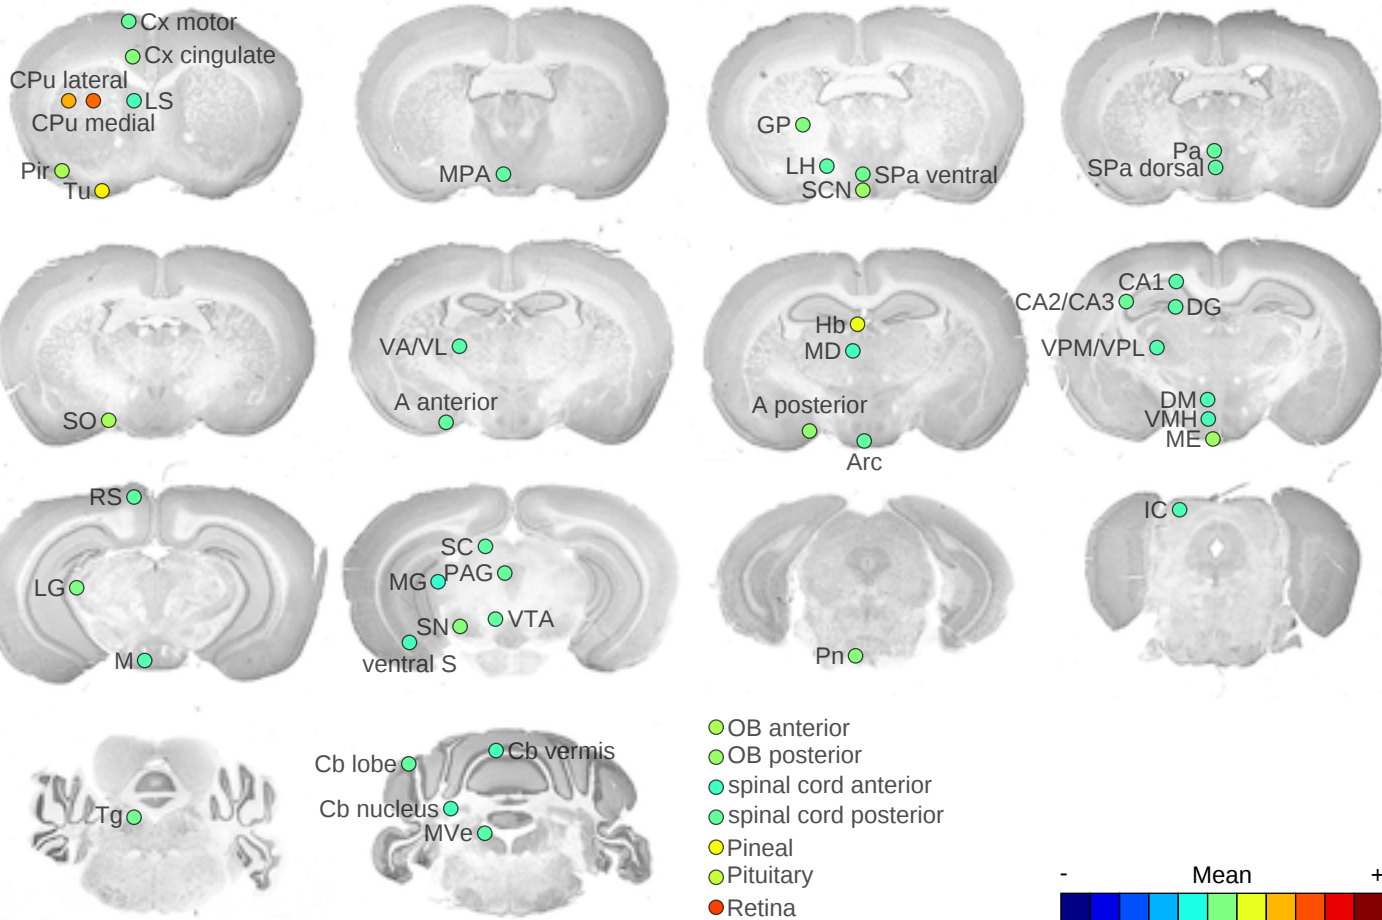 Cx motor
Cx cingulate
CPu lateral
LS
CPu medial
Pir
Tu
MPA
GP
LH
SPa ventral
SCN
Pa
SPa dorsal
SO
VA/VL
A anterior
Hb
MD
A posterior
Arc
CA1
CA2/CA3
DG
VPM/VPL
DM
VMH
ME
RS
LG
M
SC
MG
PAG
SN
VTA
ventral S
Pn
IC
Tg
Cb lobe
Cb vermis
Cb nucleus
MVe
OB anterior
OB posterior
spinal cord anterior
spinal cord posterior
Pineal
Pituitary
Retina
- Mean +